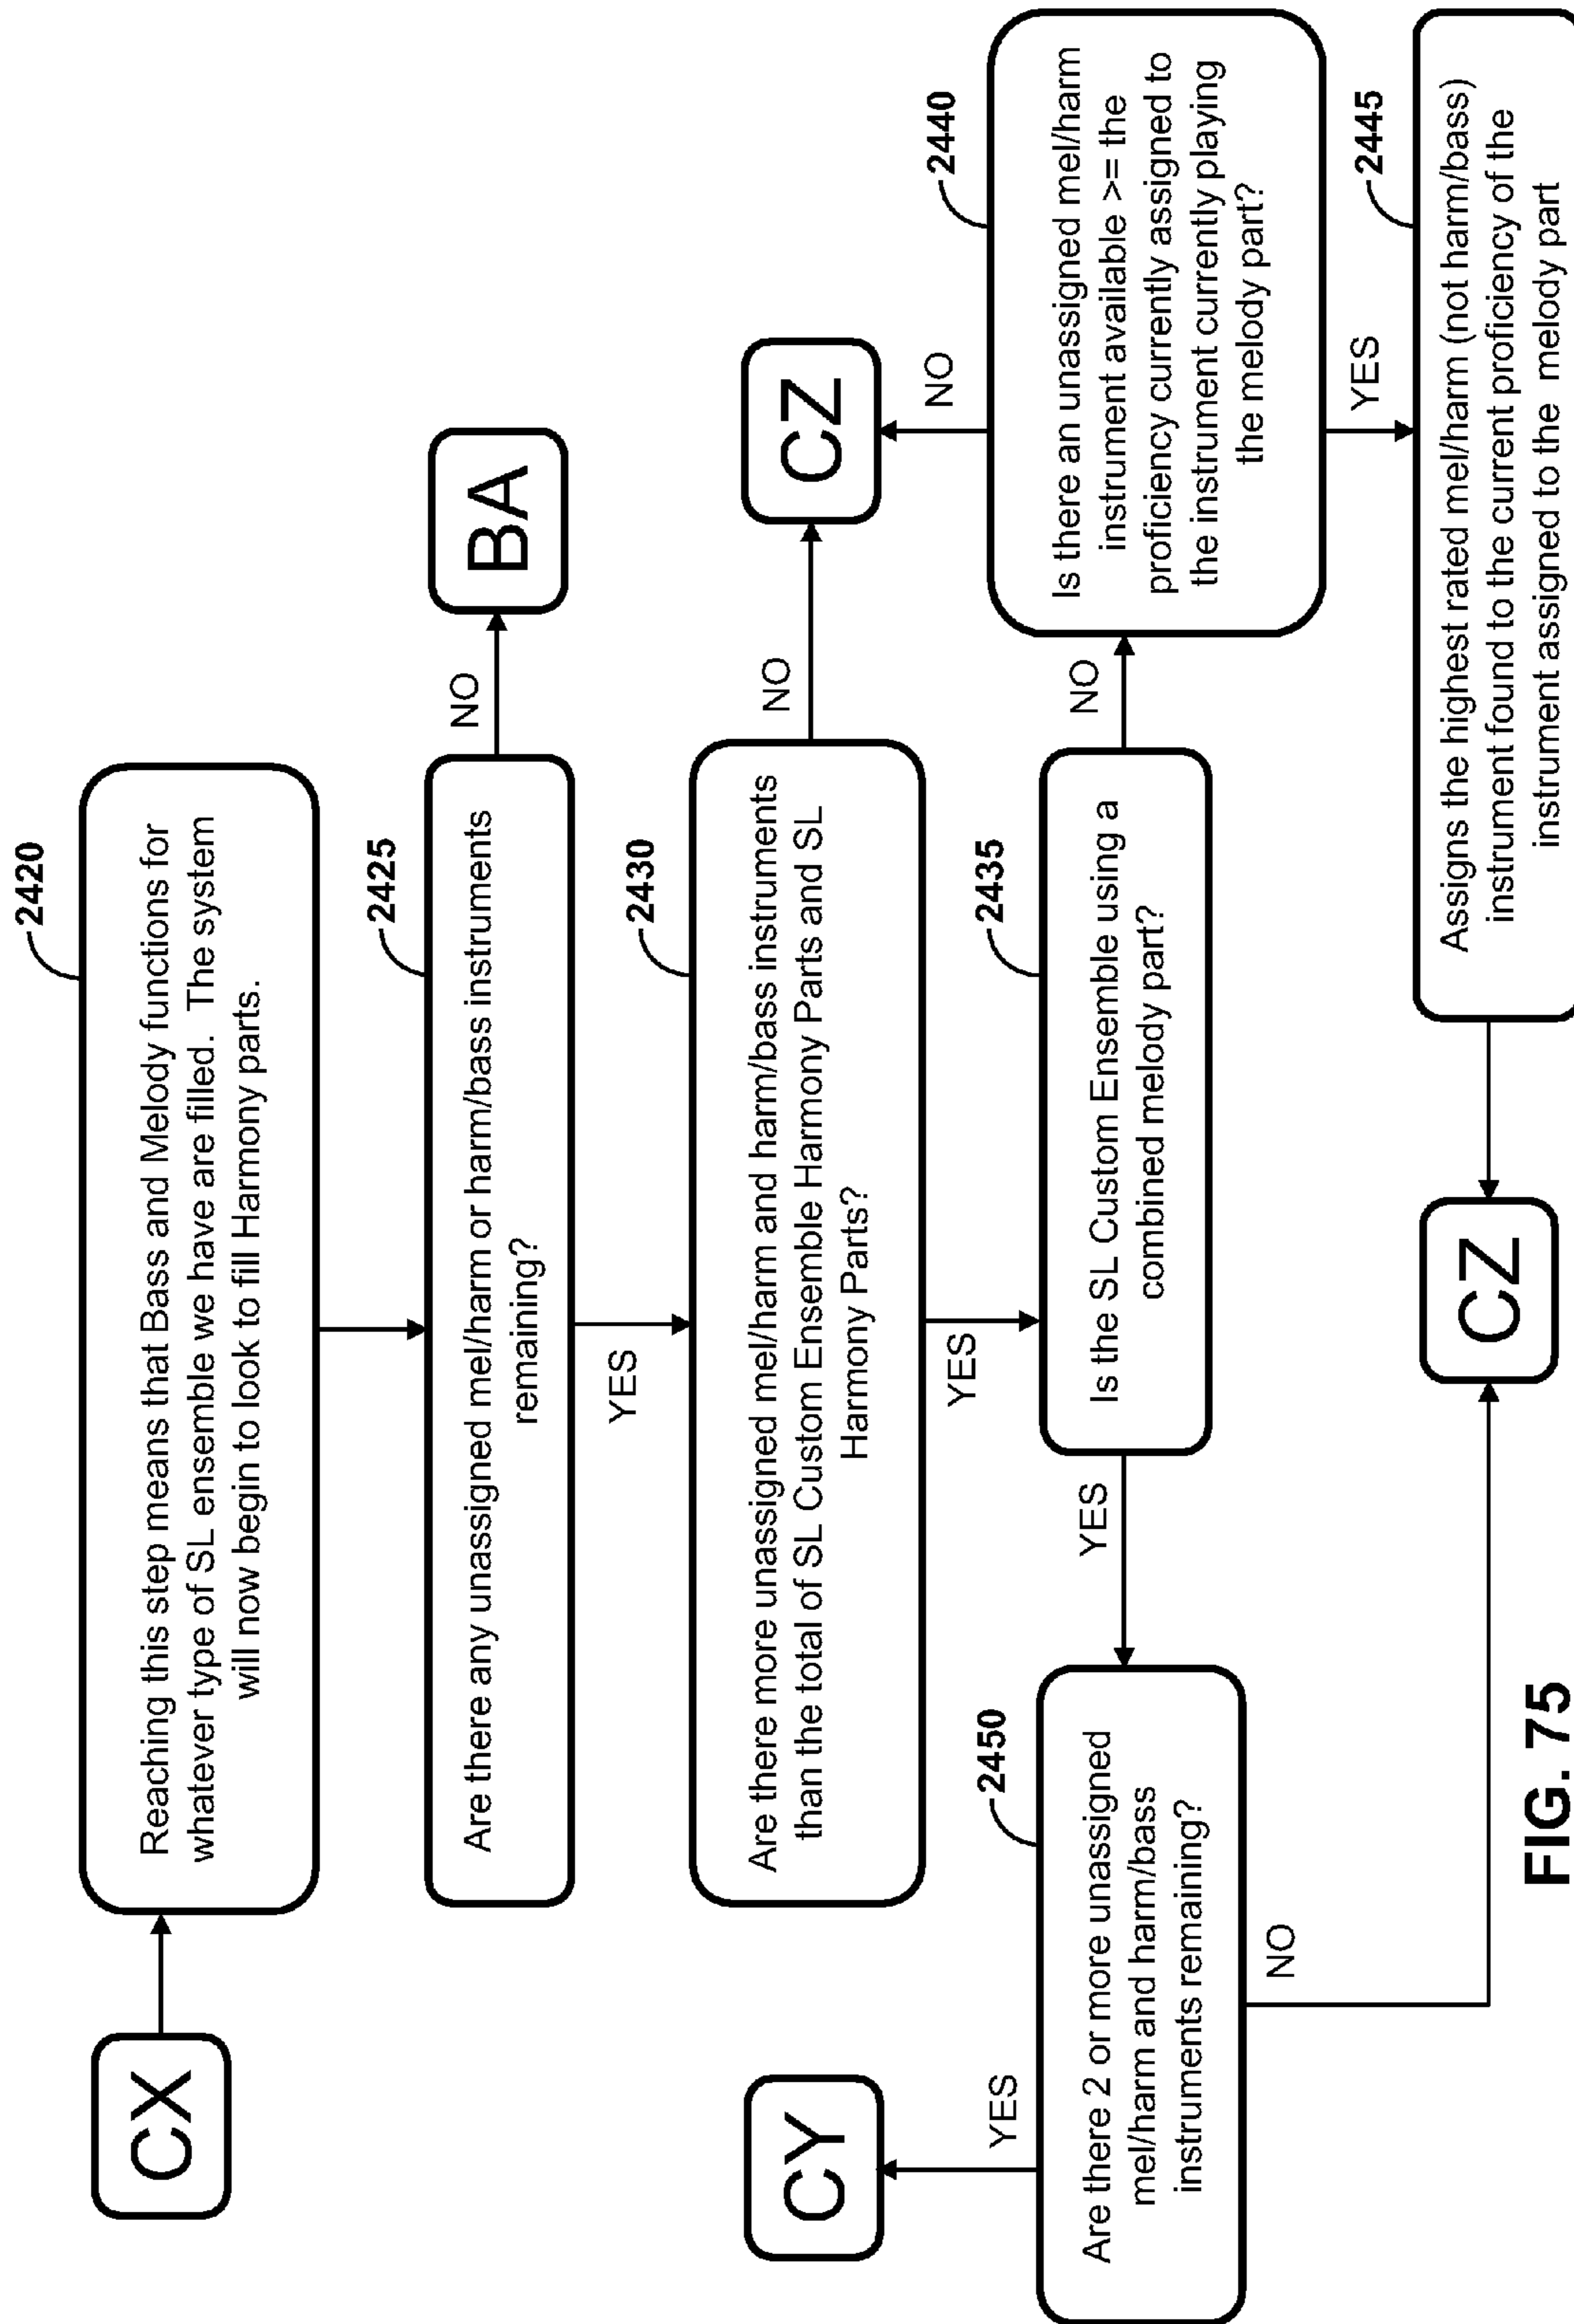 CX
2420
Reaching this step means that Bass and Melody functions for
whatever type of SL ensemble we have are filled.  The system
will now begin to look to fill Harmony parts.
2425
Are there any unassigned mel/harm or harm/bass instruments
remaining?
NO
BA
YES
2430
Are there more unassigned mel/harm and harm/bass instruments
than the total of SL Custom Ensemble Harmony Parts and SL
Harmony Parts?
NO
CZ
YES
2435
Is the SL Custom Ensemble using a
combined melody part?
NO
2440
Is there an unassigned mel/harm
instrument available >= the
proficiency currently assigned to
the instrument currently playing
the melody part?
NO
YES
2445
Assigns the highest rated mel/harm (not harm/bass)
instrument found to the current proficiency of the
instrument assigned to the  melody part
CZ
YES
2450
Are there 2 or more unassigned
mel/harm and harm/bass
instruments remaining?
YES
CY
NO
FIG. 75